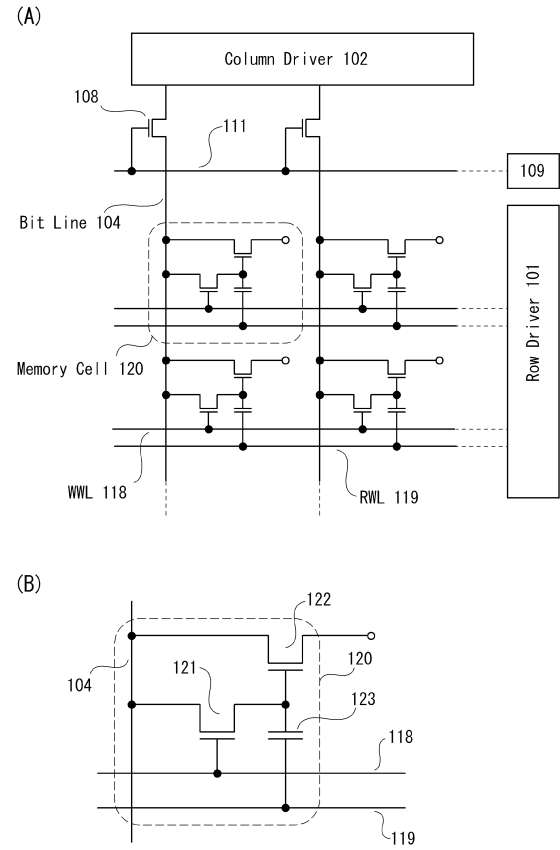 (A)
Column Driver 102
108
111
109
Bit Line 104
Row Driver 101
Memory Cell 120
WWL 118
RWL 119
(B)
122
104
121
120
123
118
119